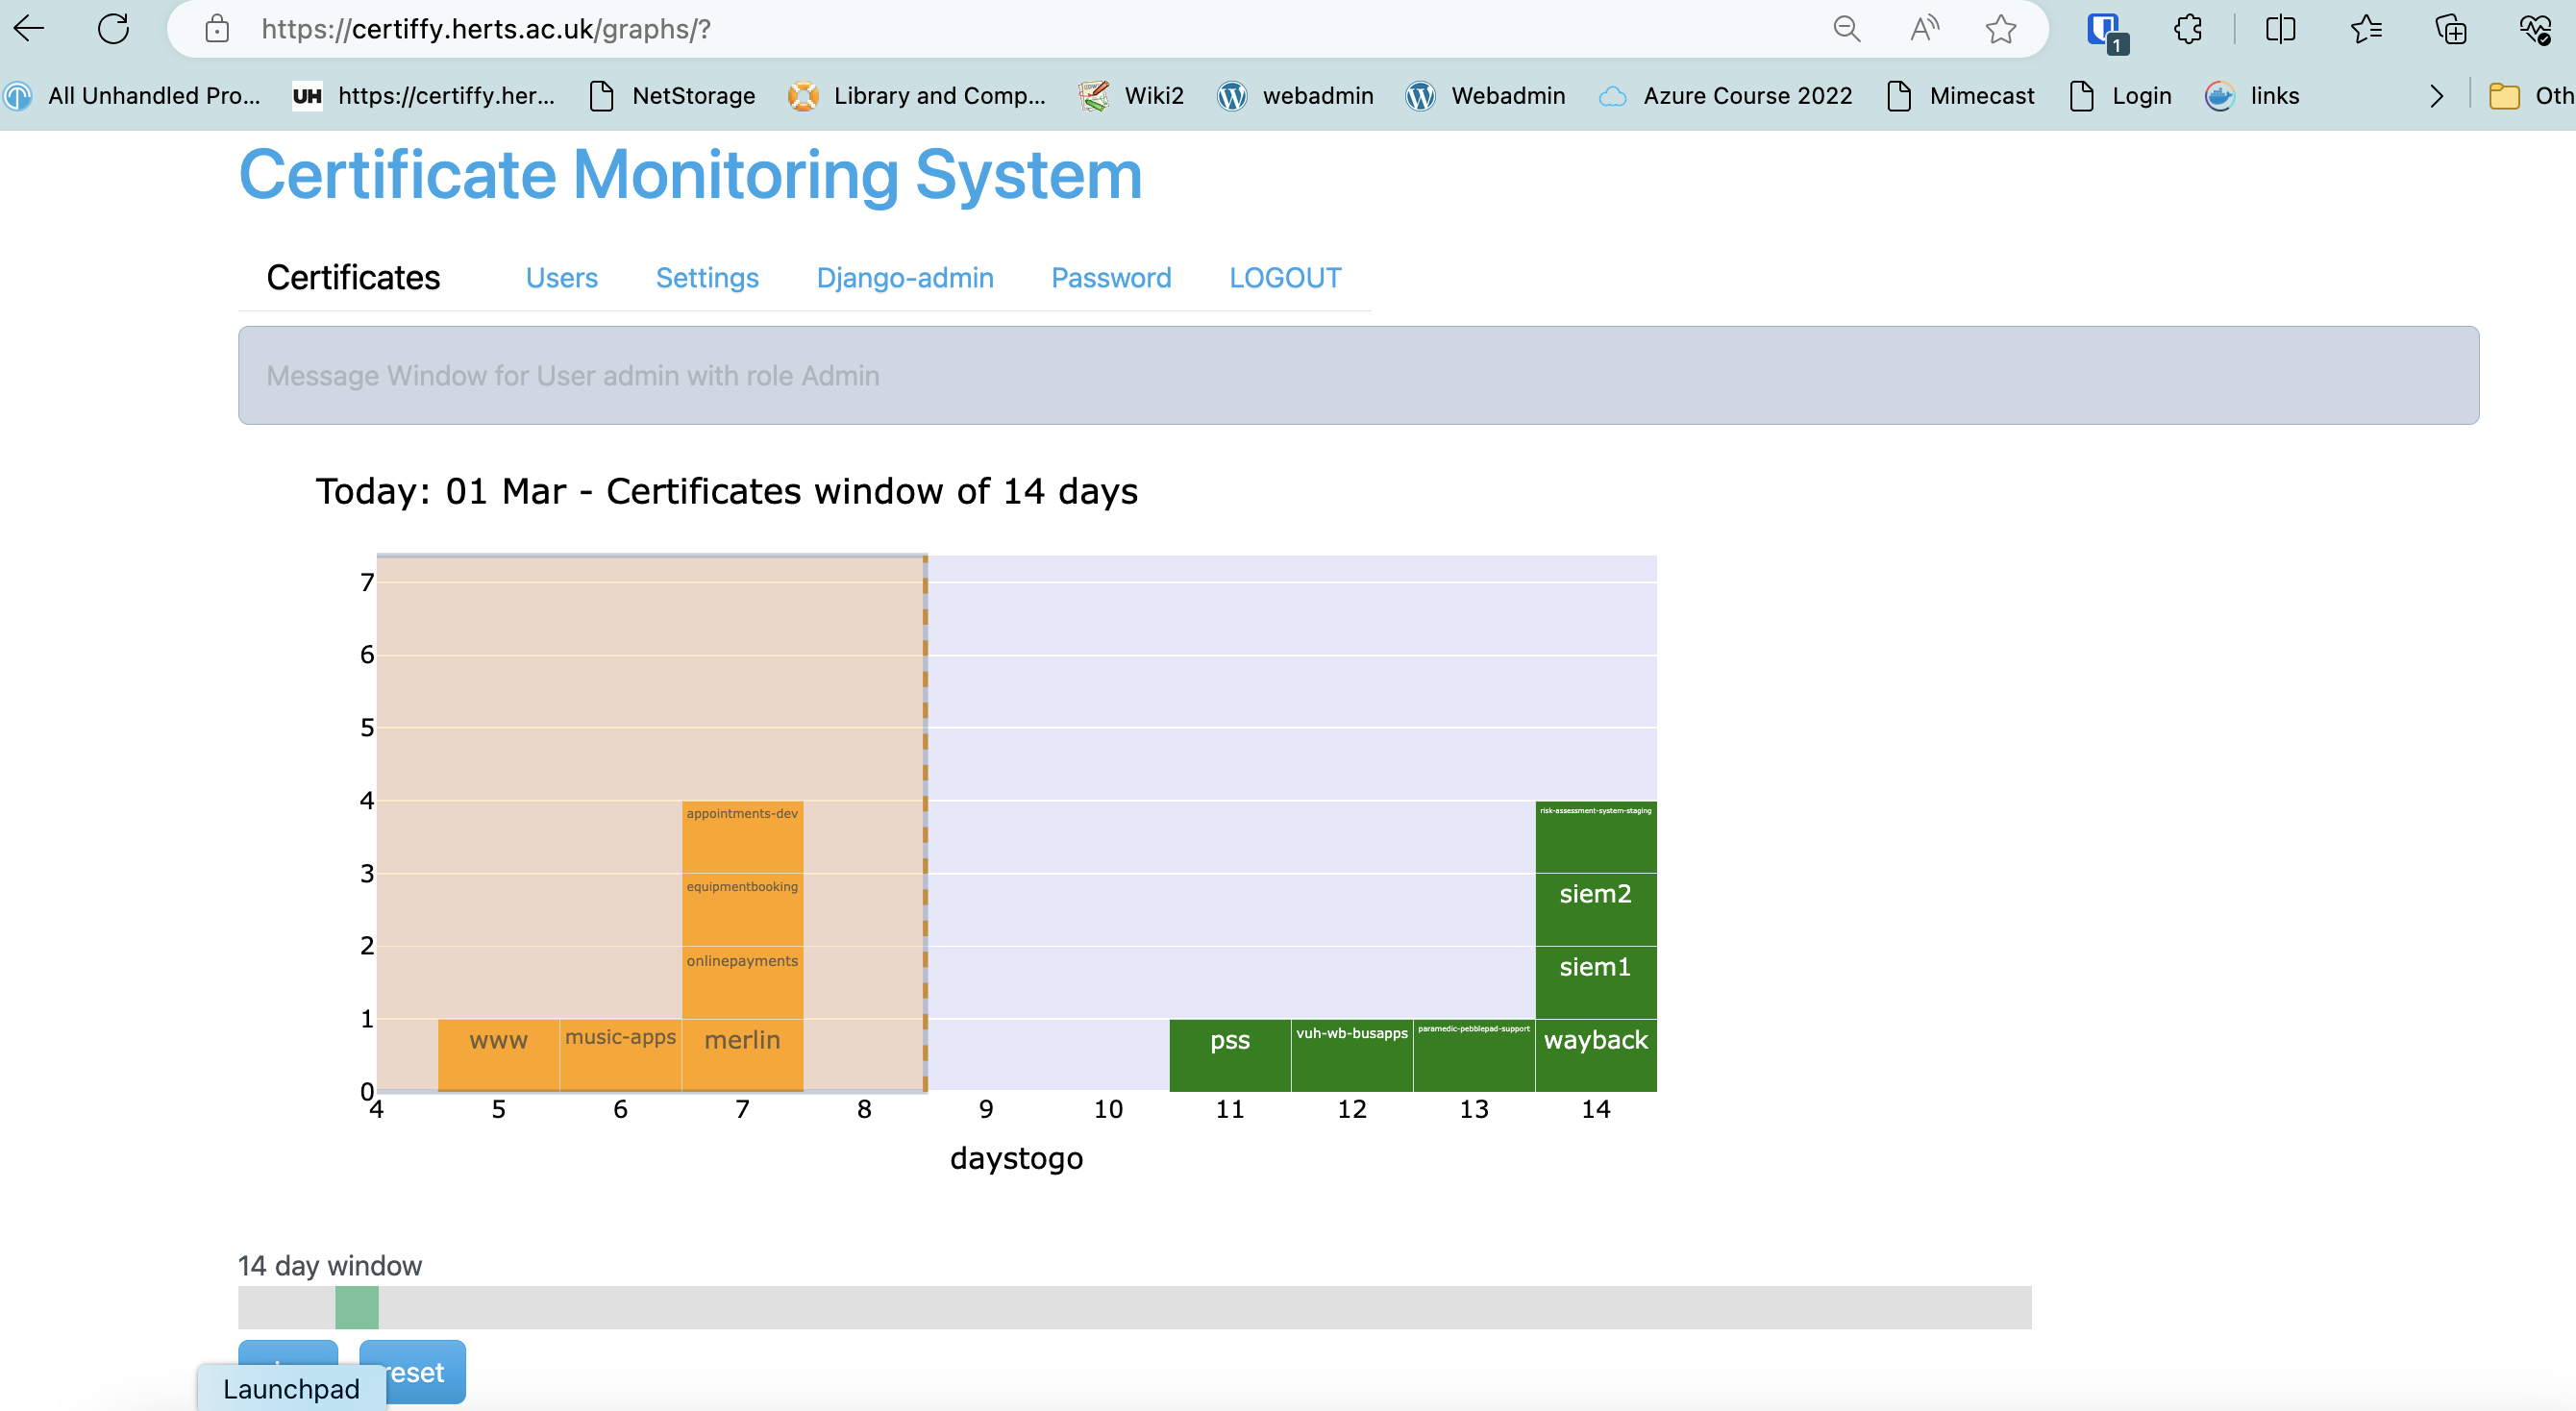 https://certiffy.herts.ac.uk/graphs/?
1
All Unhandled Pro... UH https://certiffy.her... NetStorage Library and Comp... Wiki2 webadmin Webadmin Azure Course 2022 Mimecast Login links Oth
Certificate Monitoring System
Certificates Users Settings Django-admin Password LOGOUT
Message Window for User admin with role Admin
Today: 01 Mar - Certificates window of 14 days
7
6
5
4
appointments-dev risk-assessment-system-staging
3
equipmentbooking siem2
2
onlinepayments siem1
1
www music-apps merlin pss vuh-wb-busapps paramedic-pebblepad-support wayback
0
4 5 6 7 8 9 10 11 12 13 14
daystogo
14 day window
reset
Launchpad